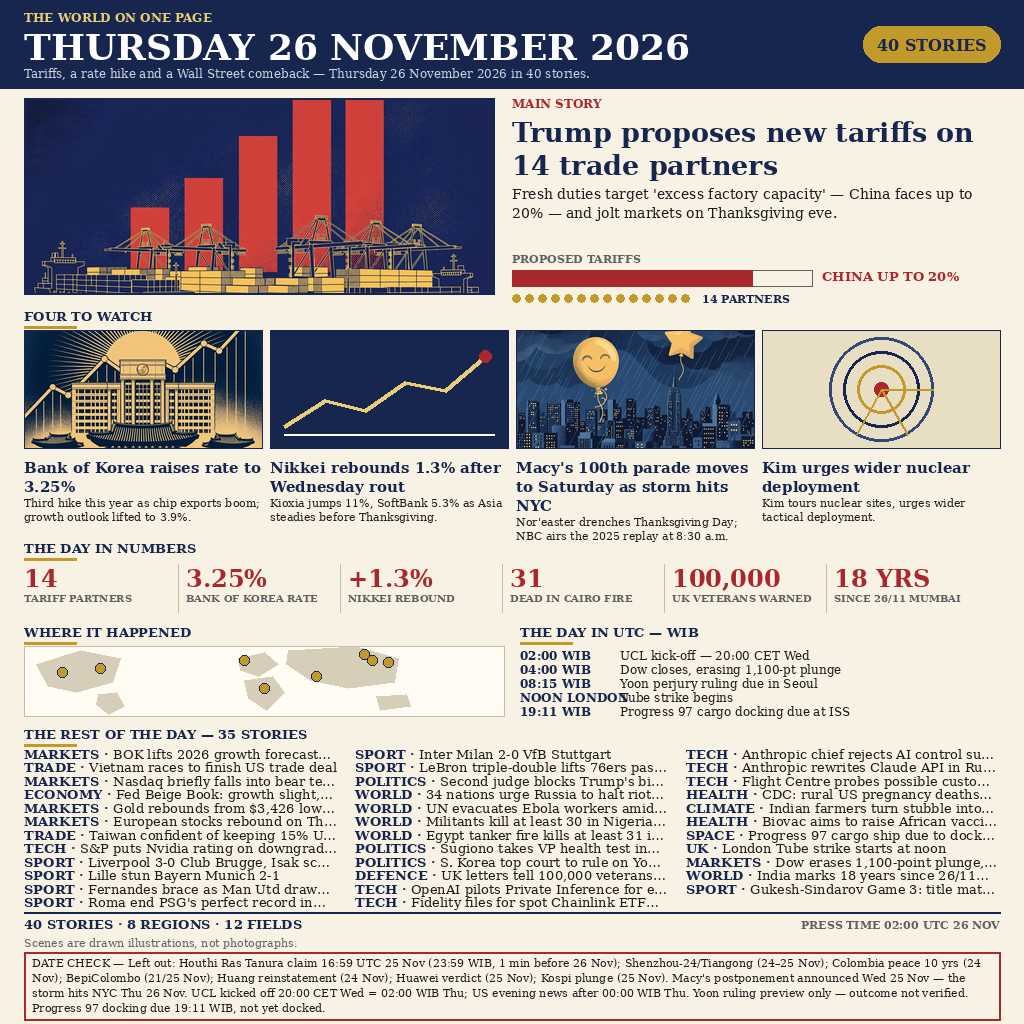 THE WORLD ON ONE PAGE
THURSDAY 26 NOVEMBER 2026
40 STORIES
Tariffs, a rate hike and a Wall Street comeback — Thursday 26 November 2026 in 40 stories.
MAIN STORY
Trump proposes new tariffs on
14 trade partners
Fresh duties target 'excess factory capacity' — China faces up to
20% — and jolt markets on Thanksgiving eve.
PROPOSED TARIFFS
CHINA UP TO 20%
14 PARTNERS
FOUR TO WATCH
Bank of Korea raises rate to
3.25%
Third hike this year as chip exports boom;
growth outlook lifted to 3.9%.
Nikkei rebounds 1.3% after
Wednesday rout
Kioxia jumps 11%, SoftBank 5.3% as Asia
steadies before Thanksgiving.
Macy's 100th parade moves
to Saturday as storm hits
NYC
Nor'easter drenches Thanksgiving Day;
NBC airs the 2025 replay at 8:30 a.m.
Kim urges wider nuclear
deployment
Kim tours nuclear sites, urges wider
tactical deployment.
THE DAY IN NUMBERS
14
TARIFF PARTNERS
3.25%
BANK OF KOREA RATE
+1.3%
NIKKEI REBOUND
31
DEAD IN CAIRO FIRE
100,000
UK VETERANS WARNED
18 YRS
SINCE 26/11 MUMBAI
WHERE IT HAPPENED
THE DAY IN UTC — WIB
02:00 WIB UCL kick-off — 20:00 CET Wed
04:00 WIB Dow closes, erasing 1,100-pt plunge
08:15 WIB Yoon perjury ruling due in Seoul
NOON LONDON Tube strike begins
19:11 WIB Progress 97 cargo docking due at ISS
THE REST OF THE DAY — 35 STORIES
MARKETS · BOK lifts 2026 growth forecast...
TRADE · Vietnam races to finish US trade deal
MARKETS · Nasdaq briefly falls into bear te...
ECONOMY · Fed Beige Book: growth slight,...
MARKETS · Gold rebounds from $3,426 low...
MARKETS · European stocks rebound on Th...
TRADE · Taiwan confident of keeping 15% U...
TECH · S&P puts Nvidia rating on downgrad...
SPORT · Liverpool 3-0 Club Brugge, Isak sc...
SPORT · Lille stun Bayern Munich 2-1
SPORT · Fernandes brace as Man Utd draw...
SPORT · Roma end PSG's perfect record in...
SPORT · Inter Milan 2-0 VfB Stuttgart
SPORT · LeBron triple-double lifts 76ers pas...
POLITICS · Second judge blocks Trump's bi...
WORLD · 34 nations urge Russia to halt riot...
WORLD · UN evacuates Ebola workers amid...
WORLD · Militants kill at least 30 in Nigeria...
WORLD · Egypt tanker fire kills at least 31 i...
POLITICS · Sugiono takes VP health test in...
POLITICS · S. Korea top court to rule on Yo...
DEFENCE · UK letters tell 100,000 veterans...
TECH · OpenAI pilots Private Inference for e...
TECH · Fidelity files for spot Chainlink ETF...
TECH · Anthropic chief rejects AI control su...
TECH · Anthropic rewrites Claude API in Ru...
TECH · Flight Centre probes possible custo...
HEALTH · CDC: rural US pregnancy deaths...
CLIMATE · Indian farmers turn stubble into...
HEALTH · Biovac aims to raise African vacci...
SPACE · Progress 97 cargo ship due to dock...
UK · London Tube strike starts at noon
MARKETS · Dow erases 1,100-point plunge,...
WORLD · India marks 18 years since 26/11...
SPORT · Gukesh-Sindarov Game 3: title mat...
40 STORIES · 8 REGIONS · 12 FIELDS
PRESS TIME 02:00 UTC 26 NOV
Scenes are drawn illustrations, not photographs.
DATE CHECK — Left out: Houthi Ras Tanura claim 16:59 UTC 25 Nov (23:59 WIB, 1 min before 26 Nov); Shenzhou-24/Tiangong (24–25 Nov); Colombia peace 10 yrs (24
Nov); BepiColombo (21/25 Nov); Huang reinstatement (24 Nov); Huawei verdict (25 Nov); Kospi plunge (25 Nov). Macy's postponement announced Wed 25 Nov — the
storm hits NYC Thu 26 Nov. UCL kicked off 20:00 CET Wed = 02:00 WIB Thu; US evening news after 00:00 WIB Thu. Yoon ruling preview only — outcome not verified.
Progress 97 docking due 19:11 WIB, not yet docked.